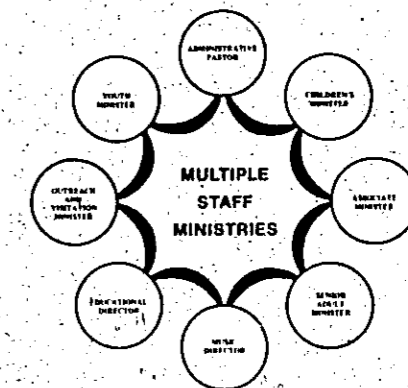 ADMINISTRATIVE
PASTOR
CHILDREN'S
MINISTER
ASSOCIATE
MINISTER
SENIOR
ADULT
MINISTER
MUSIC
DIRECTOR
EDUCATIONAL
DIRECTOR
OUTREACH
AND
VISITATION
MINISTER
YOUTH
MINISTER
MULTIPLE
STAFF
MINISTRIES